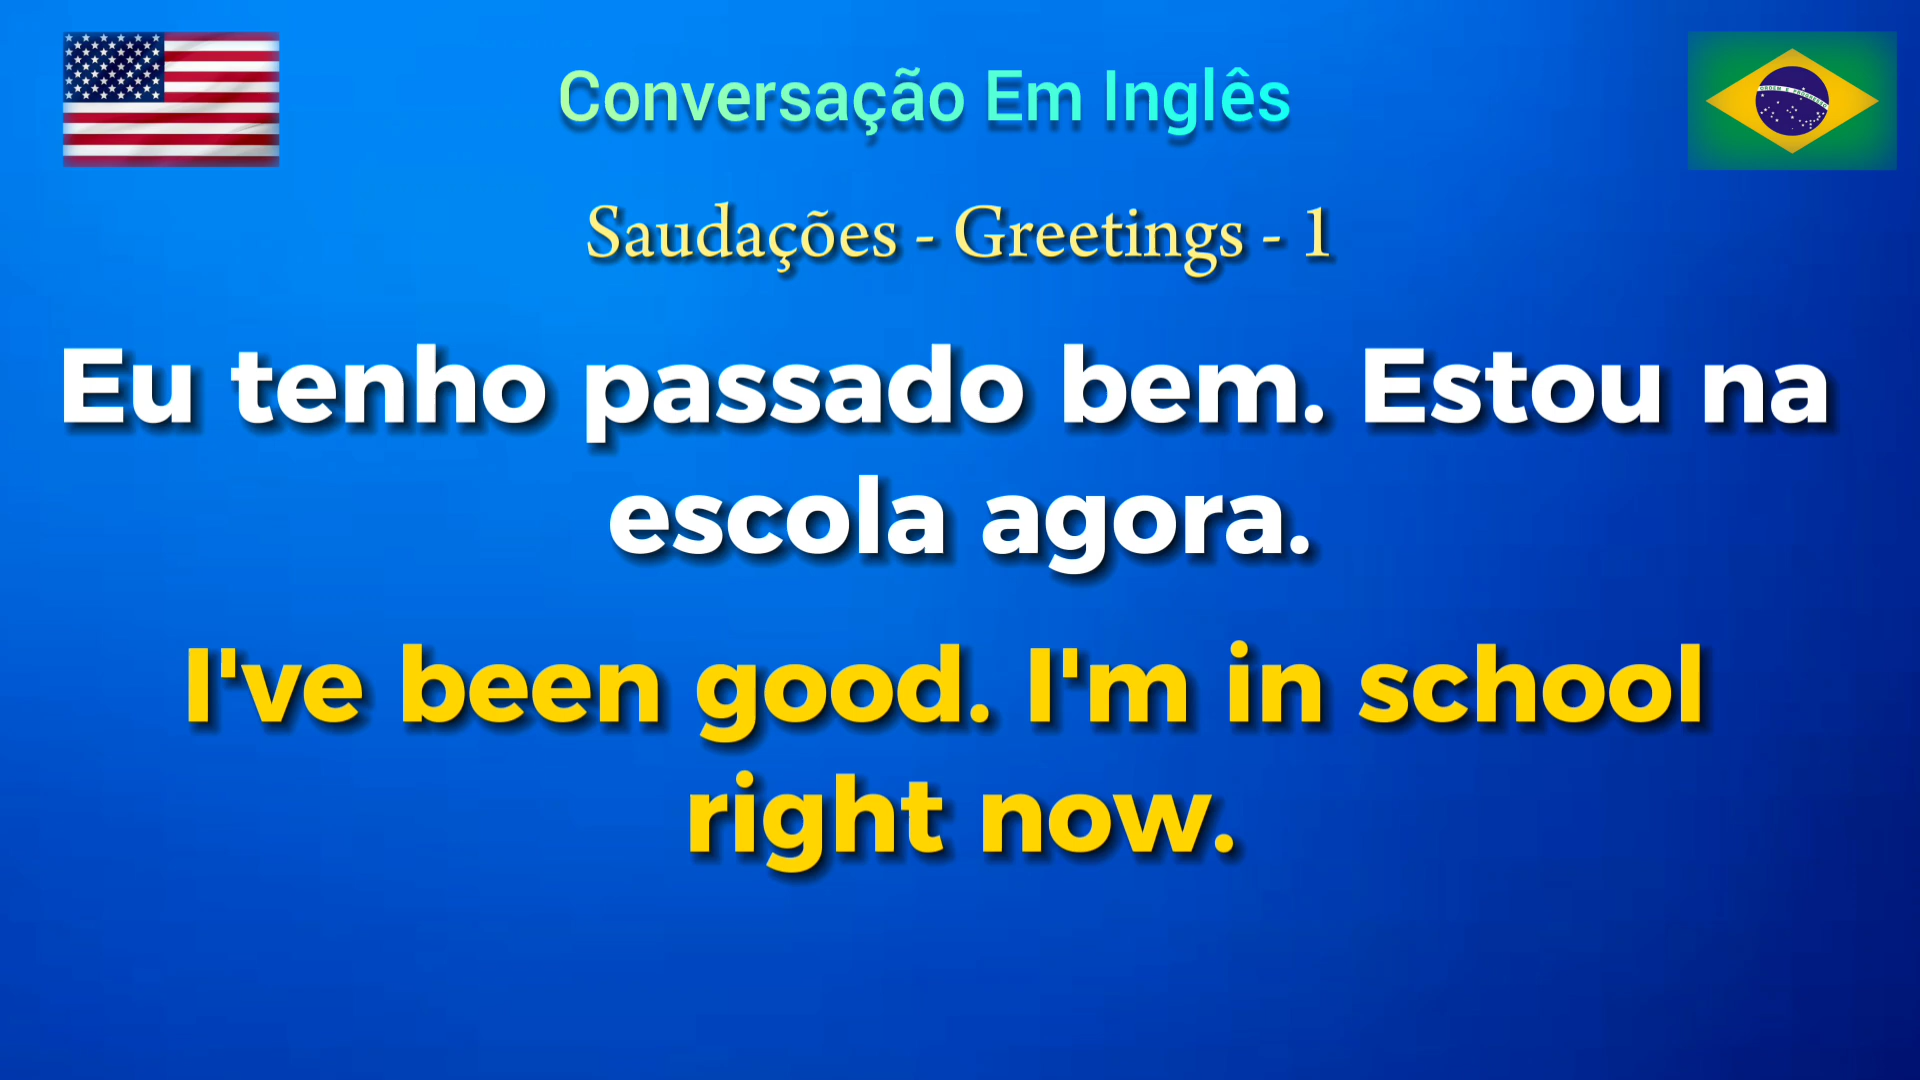 Conversação Em Inglês
Saudações - Greetings - 1
Eu tenho passado bem. Estou na
escola agora.
I've been good. I'm in school
right now.